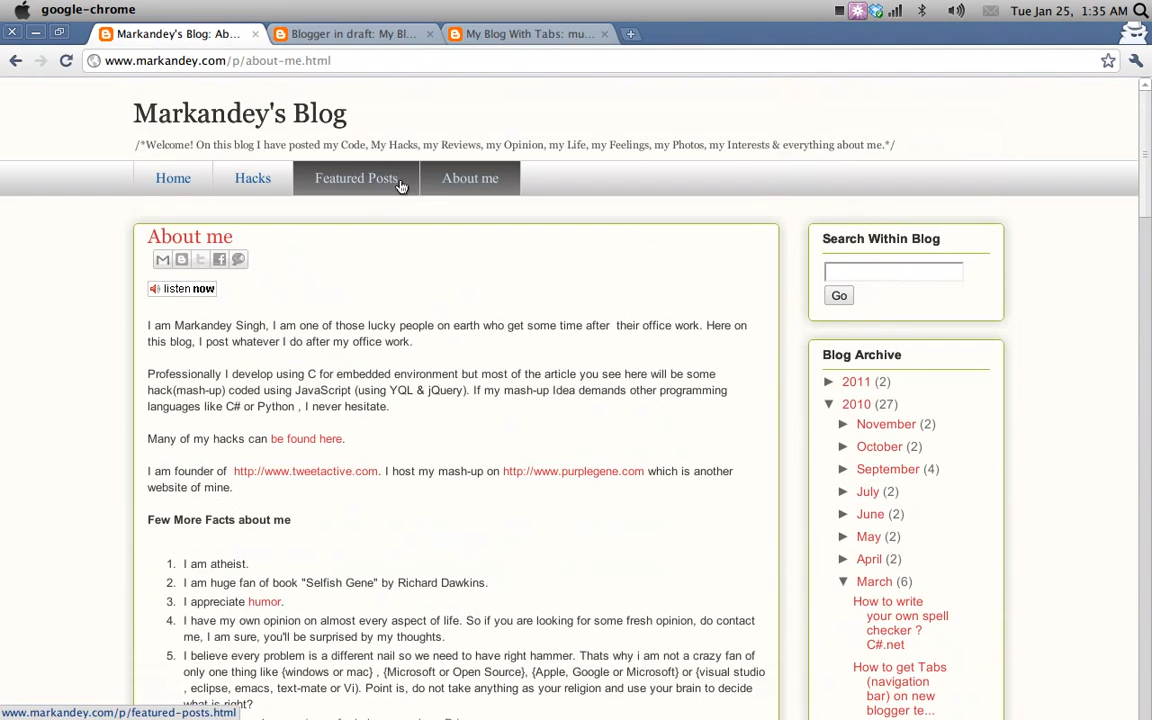 google-chrome
Tue Jan 25, 1:35 AM
Markandey's Blog: Ab...
Blogger in draft: My Bl...
My Blog With Tabs: mu...
www.markandey.com/p/about-me.html
Markandey's Blog
/*Welcome! On this blog I have posted my Code, My Hacks, my Reviews, my Opinion, my Life, my Feelings, my Photos, my Interests & everything about me.*/
Home
Hacks
Featured Posts
About me
About me
listen now
I am Markandey Singh, I am one of those lucky people on earth who get some time after their office work. Here on
this blog, I post whatever I do after my office work.
Professionally I develop using C for embedded environment but most of the article you see here will be some
hack(mash-up) coded using JavaScript (using YQL & jQuery). If my mash-up Idea demands other programming
languages like C# or Python , I never hesitate.
Many of my hacks can be found here.
I am founder of http://www.tweetactive.com. I host my mash-up on http://www.purplegene.com which is another
website of mine.
Few More Facts about me
1. I am atheist.
2. I am huge fan of book "Selfish Gene" by Richard Dawkins.
3. I appreciate humor.
4. I have my own opinion on almost every aspect of life. So if you are looking for some fresh opinion, do contact
me, I am sure, you'll be surprised by my thoughts.
5. I believe every problem is a different nail so we need to have right hammer. Thats why i am not a crazy fan of
only one thing like {windows or mac} , {Microsoft or Open Source}, {Apple, Google or Microsoft} or {visual studio
, eclipse, emacs, text-mate or Vi). Point is, do not take anything as your religion and use your brain to decide
what is right?
Search Within Blog
Go
Blog Archive
► 2011 (2)
▼ 2010 (27)
► November (2)
► October (2)
► September (4)
► July (2)
► June (2)
► May (2)
► April (2)
▼ March (6)
How to write
your own spell
checker ?
C#.net
How to get Tabs
(navigation
bar) on new
blogger te...
www.markandey.com/p/featured-posts.html